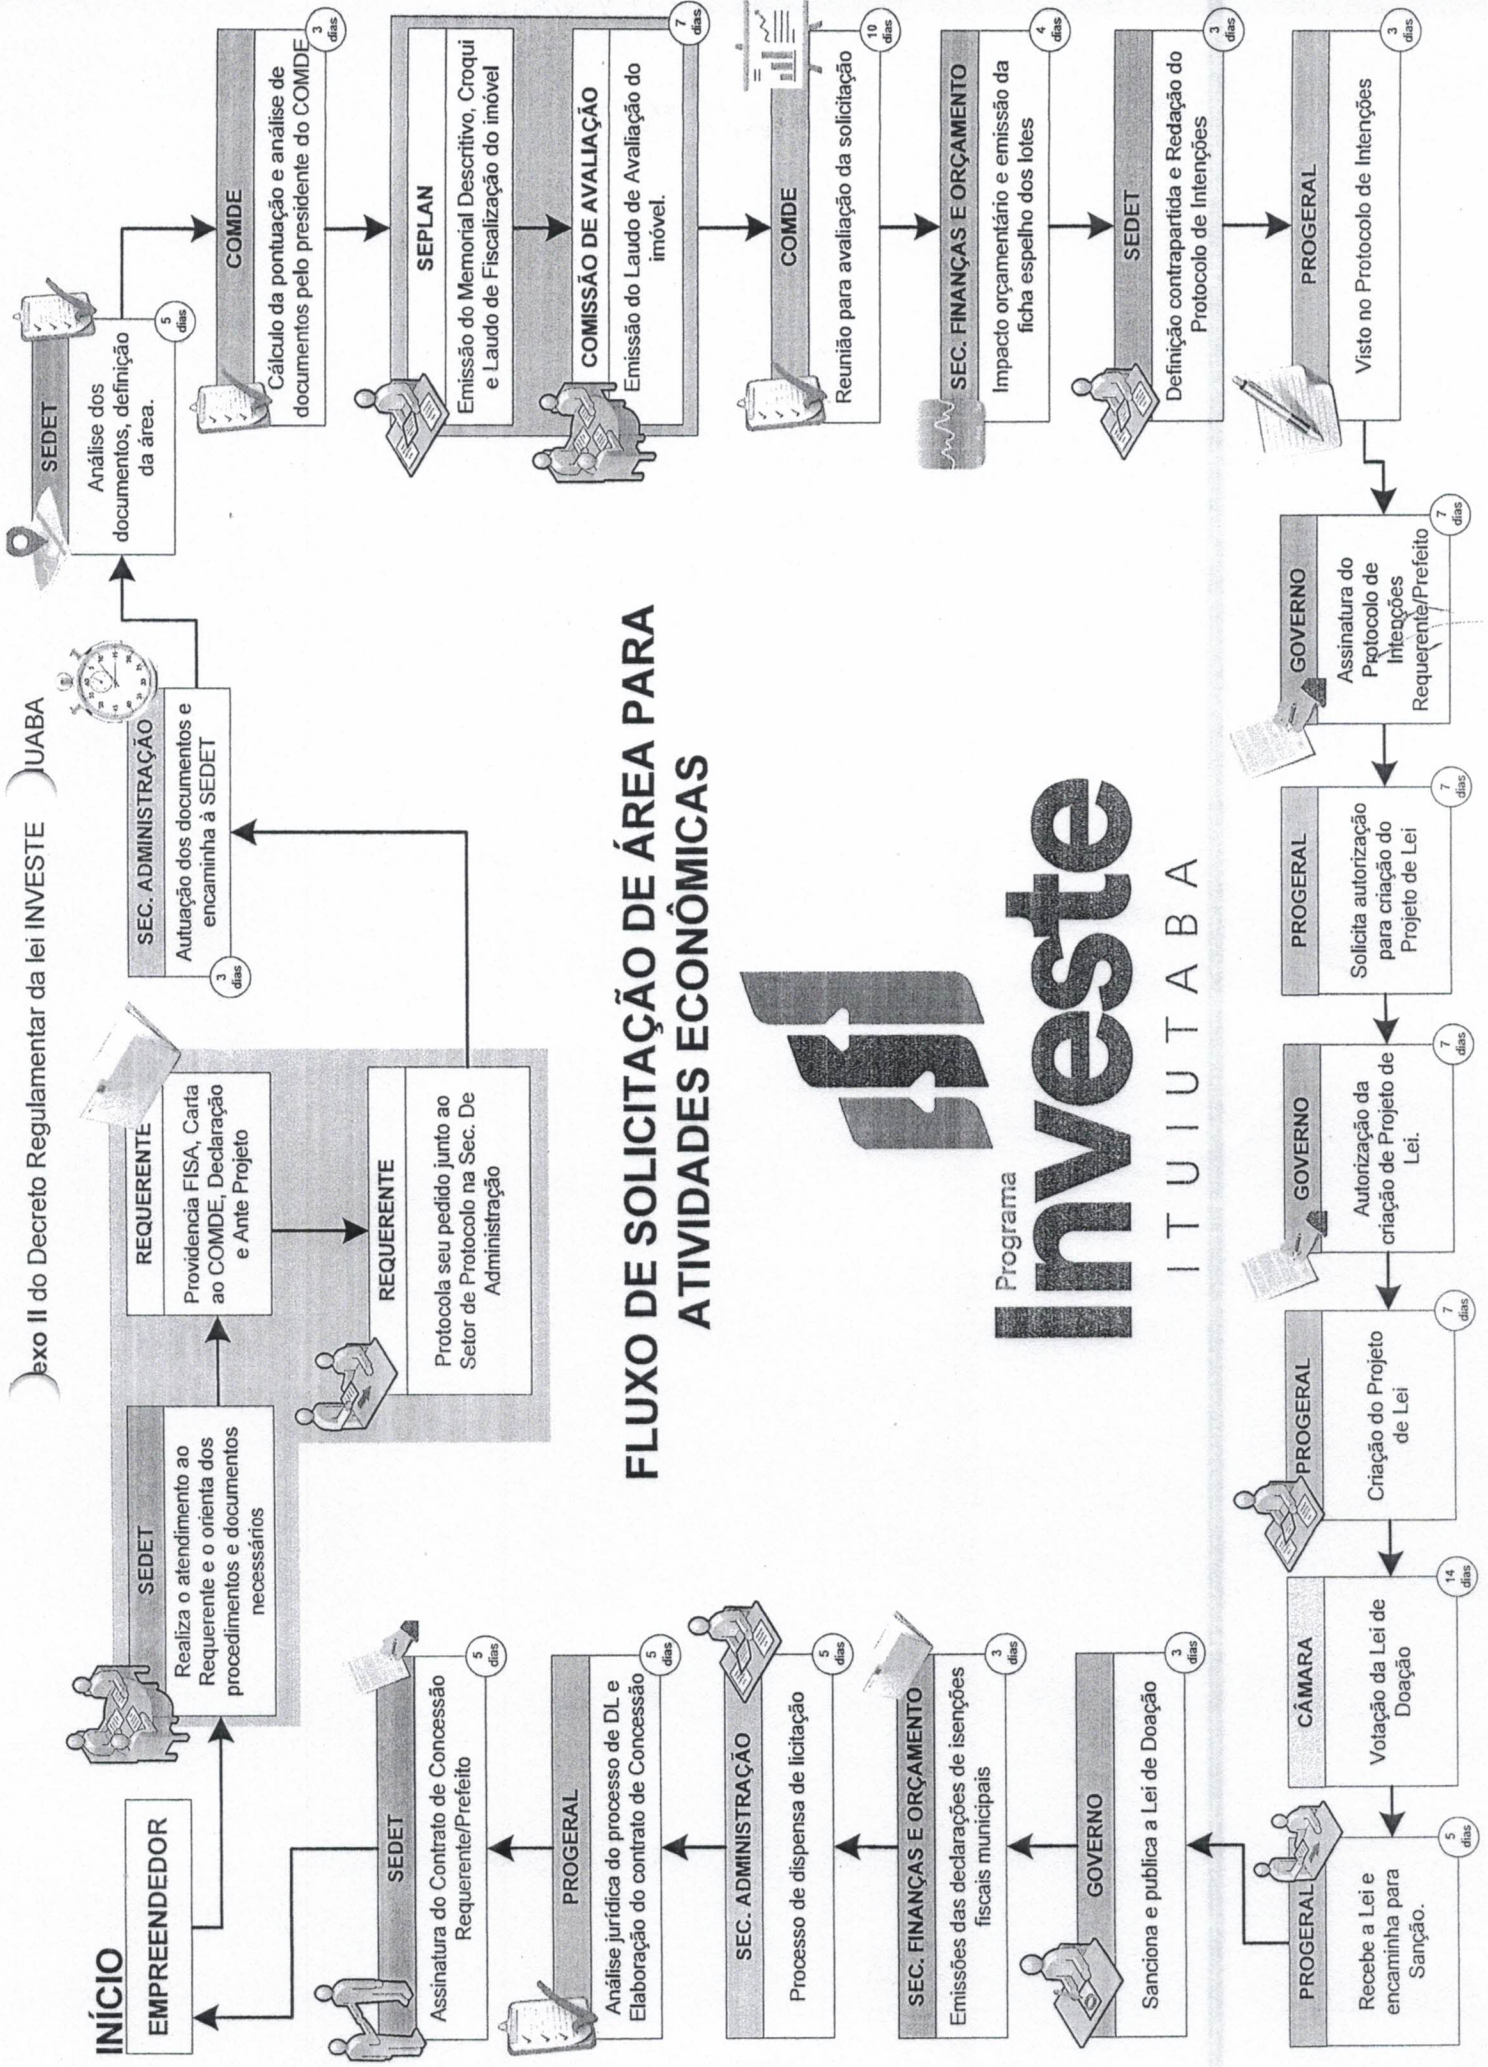 exo II do Decreto Regulamentar da lei INVESTE IUABA
INÍCIO
EMPREENDEDOR
SEDET
Realiza o atendimento ao
Requerente e o orienta dos
procedimentos e documentos
necessários
REQUERENTE
Providencia FISA, Carta
ao COMDE, Declaração
e Ante Projeto
REQUERENTE
Protocola seu pedido junto ao
Setor de Protocolo na Sec. De
Administração
SEC. ADMINISTRAÇÃO
Autuação dos documentos e
encaminha à SEDET
3
dias
SEDET
Análise dos
documentos, definição
da área.
5
dias
COMDE
Cálculo da pontuação e análise de
documentos pelo presidente do COMDE
3
dias
SEPLAN
Emissão do Memorial Descritivo, Croqui
e Laudo de Fiscalização do imóvel
COMISSÃO DE AVALIAÇÃO
Emissão do Laudo de Avaliação do
imóvel.
7
dias
COMDE
Reunião para avaliação da solicitação
10
dias
SEC. FINANÇAS E ORÇAMENTO
Impacto orçamentário e emissão da
ficha espelho dos lotes
4
dias
SEDET
Definição contrapartida e Redação do
Protocolo de Intenções
3
dias
PROGERAL
Visto no Protocolo de Intenções
3
dias
GOVERNO
Assinatura do
Protocolo de
Intenções
Requerente/Prefeito
7
dias
PROGERAL
Solicita autorização
para criação do
Projeto de Lei
7
dias
GOVERNO
Autorização da
criação de Projeto de
Lei.
7
dias
PROGERAL
Criação do Projeto
de Lei
7
dias
CÂMARA
Votação da Lei de
Doação
14
dias
PROGERAL
Recebe a Lei e
encaminha para
Sanção.
5
dias
GOVERNO
Sanciona e publica a Lei de Doação
3
dias
SEC. FINANÇAS E ORÇAMENTO
Emissões das declarações de isenções
fiscais municipais
3
dias
SEC. ADMINISTRAÇÃO
Processo de dispensa de licitação
5
dias
PROGERAL
Análise jurídica do processo de DL e
Elaboração do contrato de Concessão
5
dias
SEDET
Assinatura do Contrato de Concessão
Requerente/Prefeito
5
dias
FLUXO DE SOLICITAÇÃO DE ÁREA PARA
ATIVIDADES ECONÔMICAS
Programa
Investe
ITUIUTABA